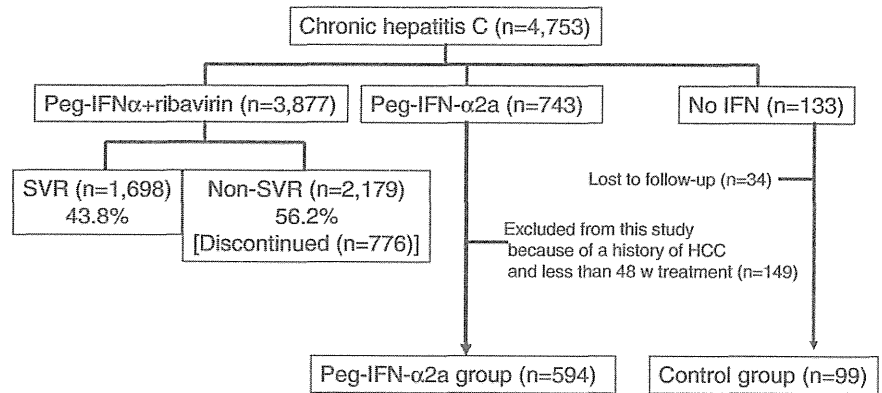 Chronic hepatitis C (n=4,753)
Peg-IFNα+ribavirin (n=3,877)
Peg-IFN-α2a (n=743)
No IFN (n=133)
SVR (n=1,698)
43.8%
Non-SVR (n=2,179)
56.2%
[Discontinued (n=776)]
Lost to follow-up (n=34)
Excluded from this study
because of a history of HCC
and less than 48 w treatment (n=149)
Peg-IFN-α2a group (n=594)
Control group (n=99)